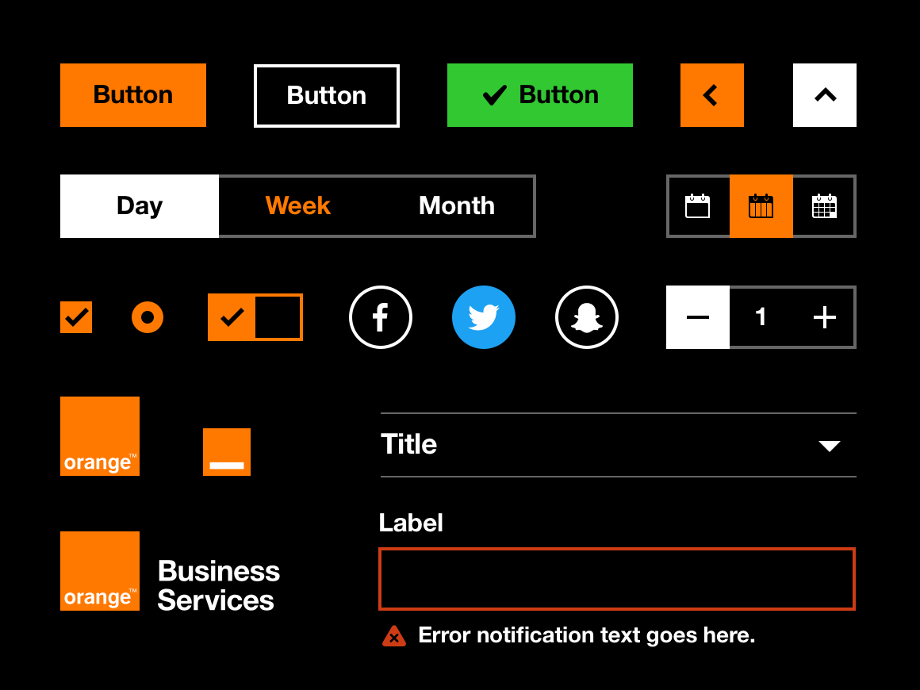 Button
Button
Button
Day
Week
Month
1
orange™
Title
Label
orange™
Business
Services
Error notification text goes here.